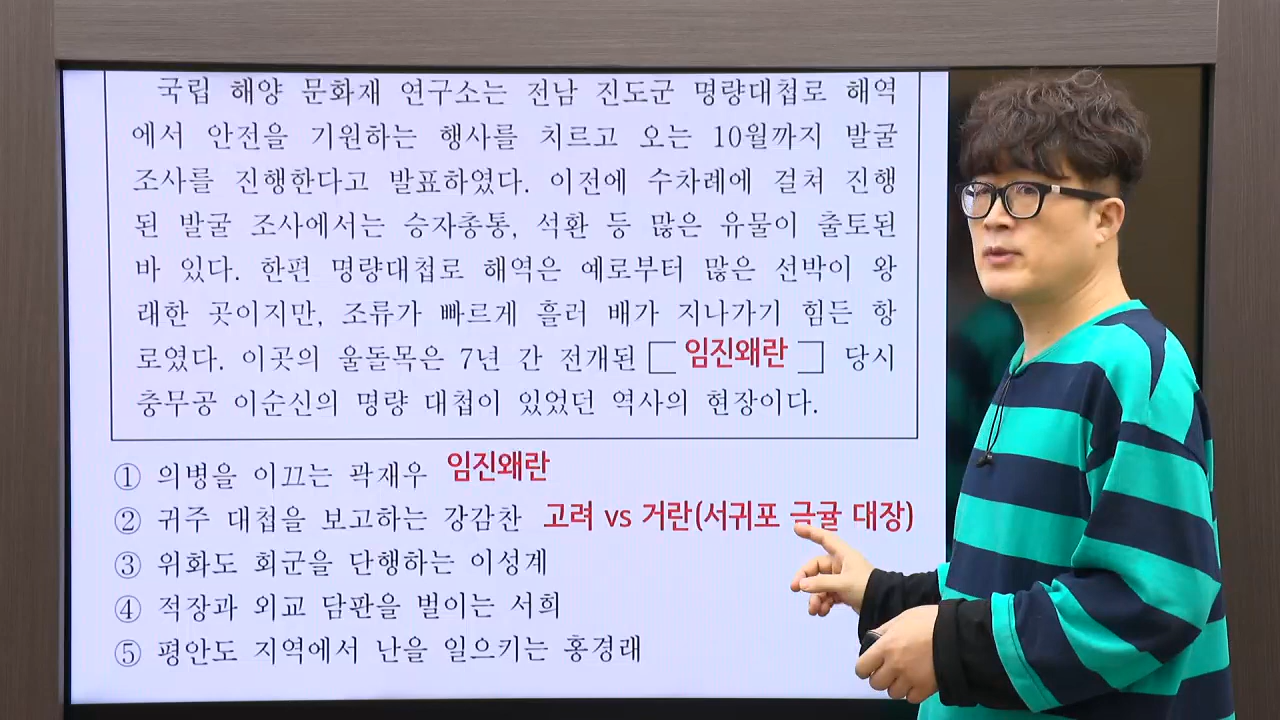 국립 해양 문화재 연구소는 전남 진도군 명량대첩로 해역
에서 안전을 기원하는 행사를 치르고 오는 10월까지 발굴
조사를 진행한다고 발표하였다. 이전에 수차례에 걸쳐 진행
된 발굴 조사에서는 승자총통, 석환 등 많은 유물이 출토된
바 있다. 한편 명량대첩로 해역은 예로부터 많은 선박이 왕
래한 곳이지만, 조류가 빠르게 흘러 배가 지나가기 힘든 항
로였다. 이곳의 울돌목은 7년 간 전개된 [ 임진왜란 ] 당시
충무공 이순신의 명량 대첩이 있었던 역사의 현장이다.
① 의병을 이끄는 곽재우 임진왜란
② 귀주 대첩을 보고하는 강감찬 고려 vs 거란(서귀포 금귤 대장)
③ 위화도 회군을 단행하는 이성계
④ 적장과 외교 담판을 벌이는 서희
⑤ 평안도 지역에서 난을 일으키는 홍경래